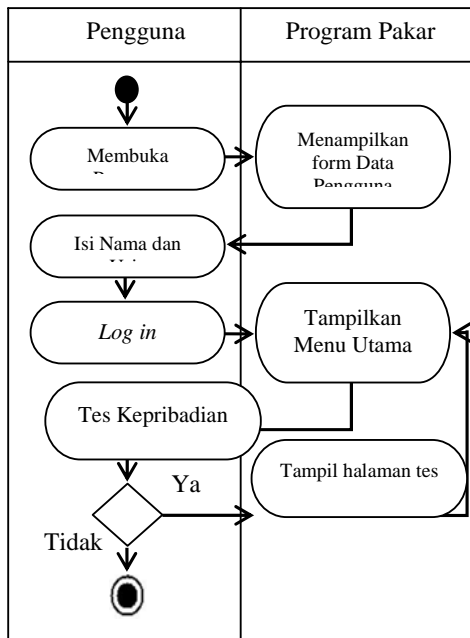 Pengguna
Program Pakar
Membuka
Menampilkan
form Data
Pengguna
Isi Nama dan
Log in
Tampilkan
Menu Utama
Tes Kepribadian
Tampil halaman tes
Ya
Tidak